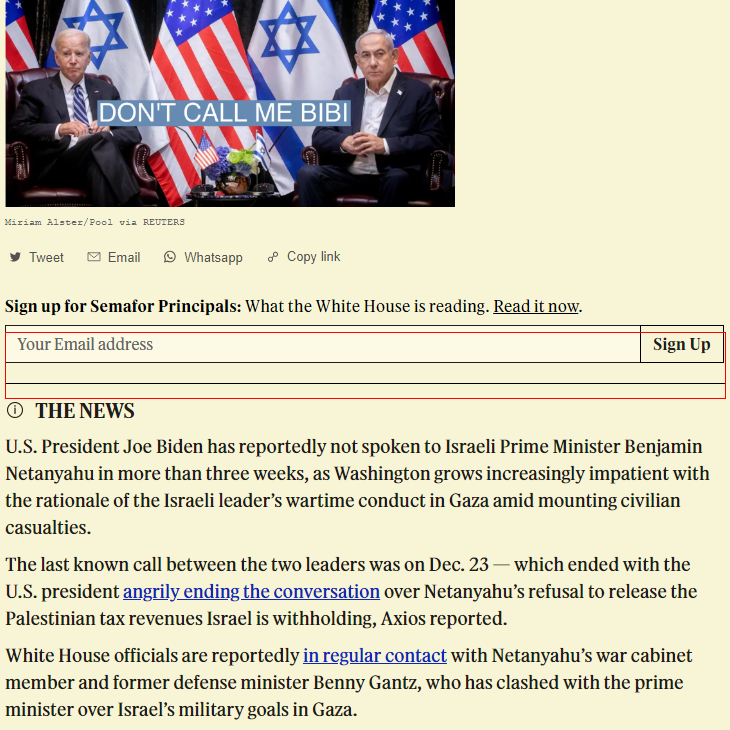 DON'T CALL ME BIBI
Miriam Alster/Pool via REUTERS
Tweet Email Whatsapp Copy link
Sign up for Semafor Principals: What the White House is reading. Read it now.
Your Email address Sign Up
THE NEWS
U.S. President Joe Biden has reportedly not spoken to Israeli Prime Minister Benjamin
Netanyahu in more than three weeks, as Washington grows increasingly impatient with
the rationale of the Israeli leader’s wartime conduct in Gaza amid mounting civilian
casualties.
The last known call between the two leaders was on Dec. 23 — which ended with the
U.S. president angrily ending the conversation over Netanyahu’s refusal to release the
Palestinian tax revenues Israel is withholding, Axios reported.
White House officials are reportedly in regular contact with Netanyahu’s war cabinet
member and former defense minister Benny Gantz, who has clashed with the prime
minister over Israel’s military goals in Gaza.